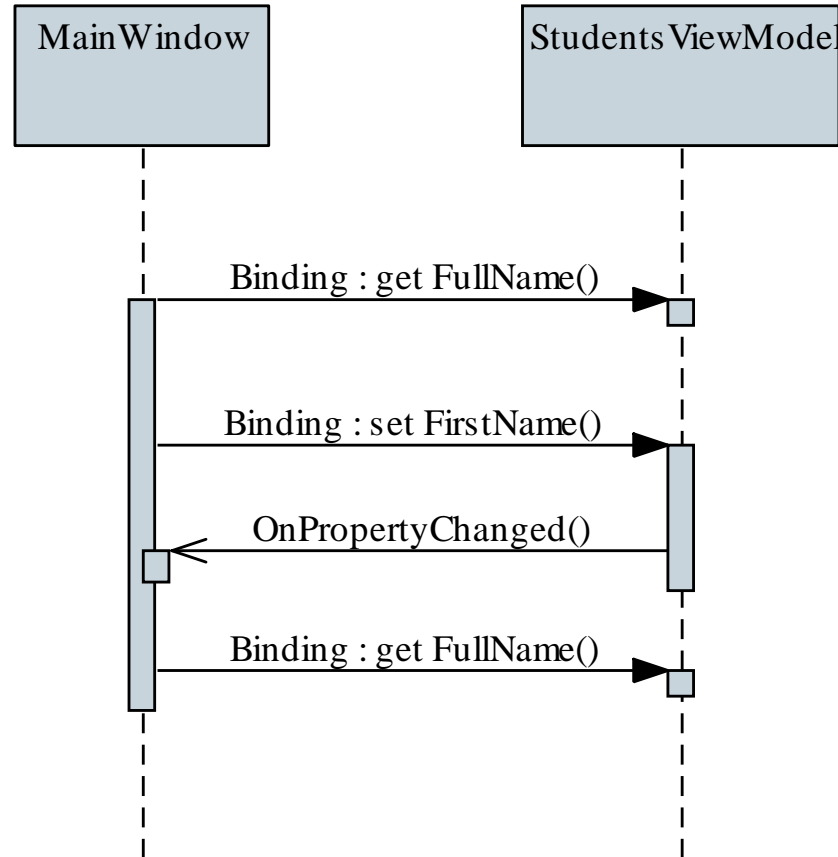 MainWindow
StudentsViewModel
Binding : get FullName()
Binding : set FirstName()
OnPropertyChanged()
Binding : get FullName()